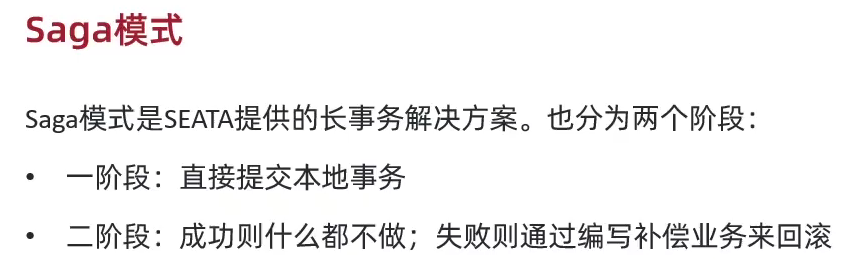 Saga模式
Saga模式是SEATA提供的长事务解决方案。也分为两个阶段：
• 一阶段：直接提交本地事务
• 二阶段：成功则什么都不做；失败则通过编写补偿业务来回滚